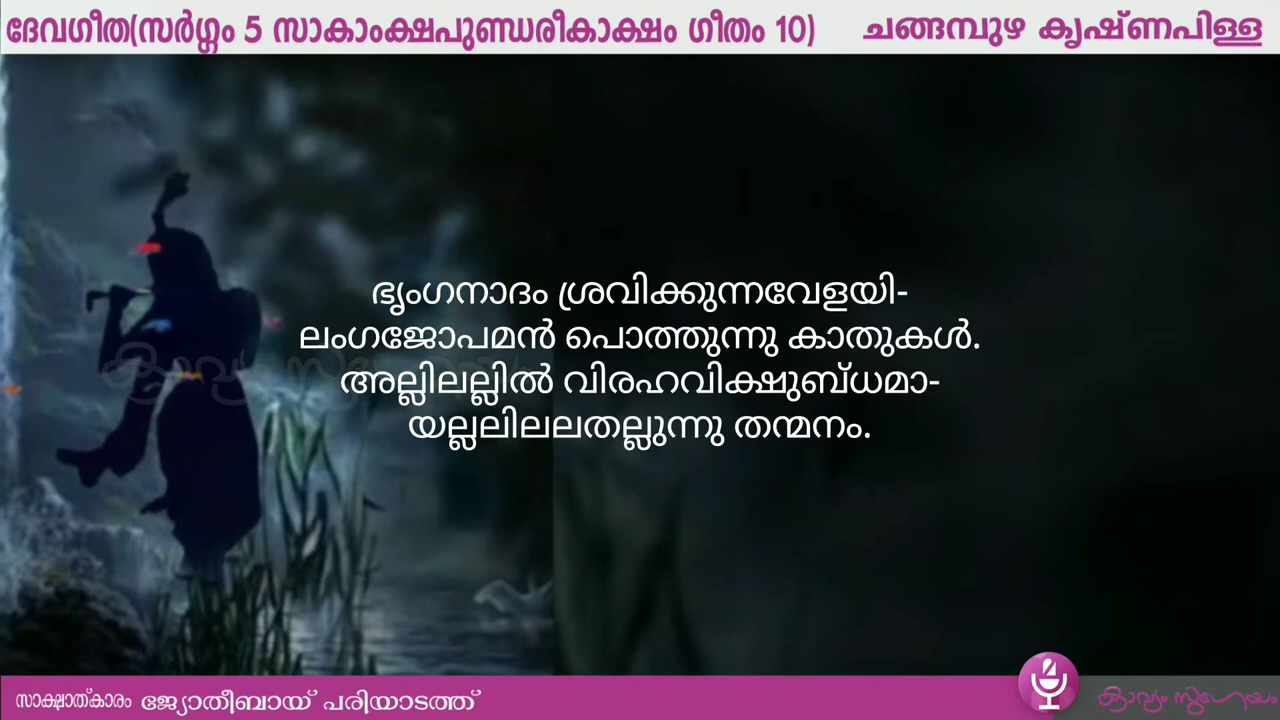 ദേവഗീത(സർഗ്ഗം 5 സാകാംക്ഷപുണ്ഡരീകാക്ഷം ഗീതം 10) ചങ്ങമ്പുഴ കൃഷ്ണപിള്ള
ഭൃംഗനാദം ശ്രവിക്കുന്നവേളയി-
ലംഗജോപമൻ പൊത്തുന്നു കാതുകൾ.
അല്ലിലല്ലിൽ വിരഹവിക്ഷുബ്ധമാ-
യല്ലലിലലതല്ലുന്നു തന്മനം.
സാക്ഷാത്കാരം ജ്യോതീബായ് പരിയാടത്ത്
കാവ്യം സുഗേയം